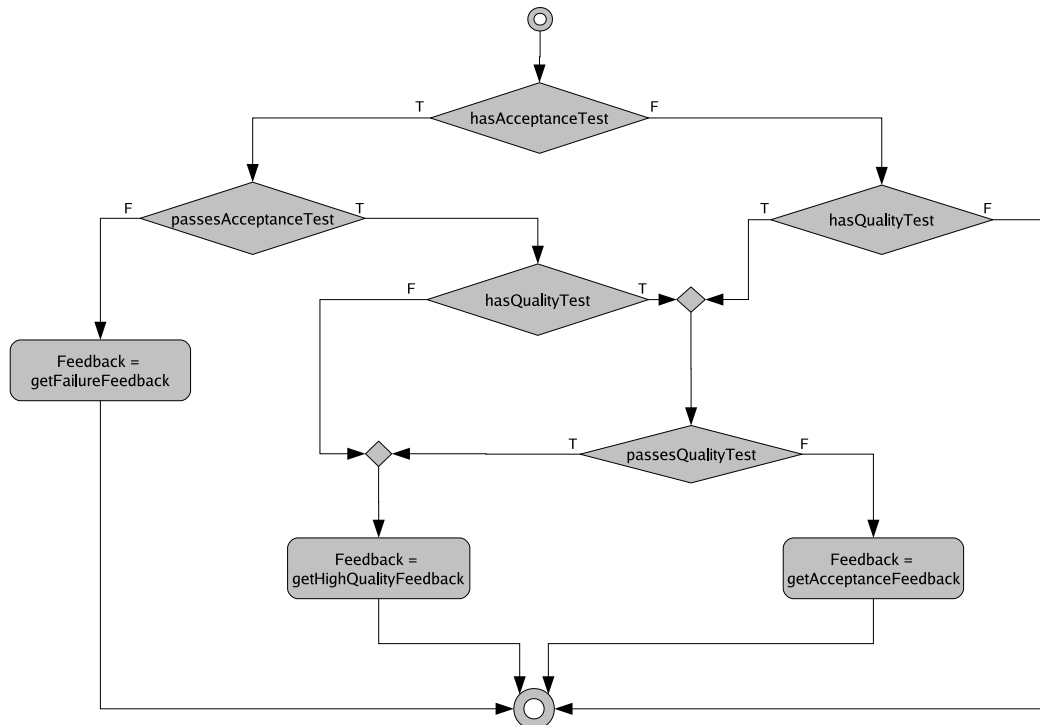 hasAcceptanceTest
T
F
passesAcceptanceTest
F
T
hasQualityTest
T
F
hasQualityTest
F
T
Feedback =
getFailureFeedback
passesQualityTest
T
F
Feedback =
getHighQualityFeedback
Feedback =
getAcceptanceFeedback